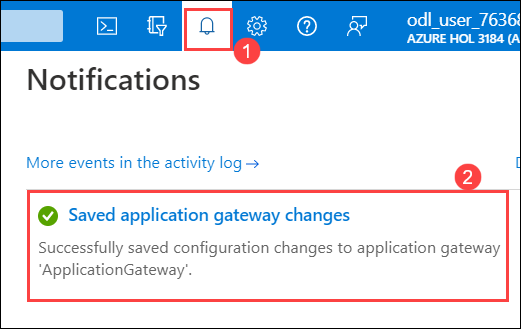 odl_user_76368
AZURE HOL 3184 (A
1
Notifications
More events in the activity log →
2
Saved application gateway changes
Successfully saved configuration changes to application gateway
'ApplicationGateway'.